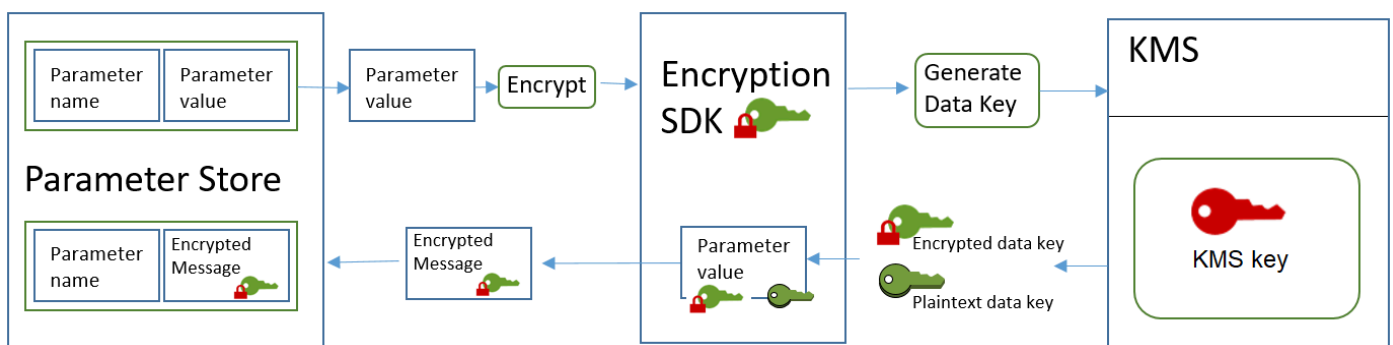 Parameter
name
Parameter
value
Parameter
value
Encrypt
Encryption
SDK
Generate
Data Key
KMS
Parameter Store
Parameter
name
Encrypted
Message
Encrypted
Message
Parameter
value
Encrypted data key
Plaintext data key
KMS key